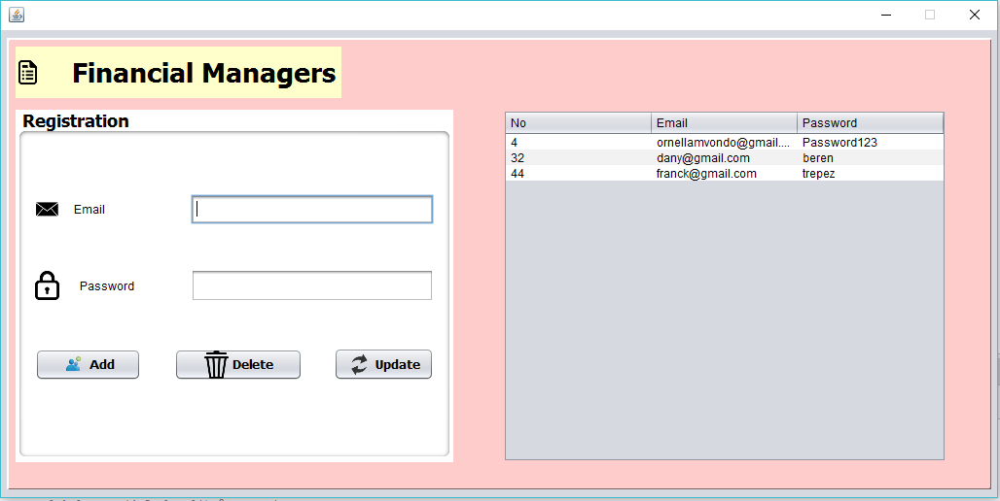 Financial Managers
Registration
Email
Password
Add Delete Update
No Email Password
4 ornellamvondo@gmail.... Password123
32 dany@gmail.com beren
44 franck@gmail.com trepez